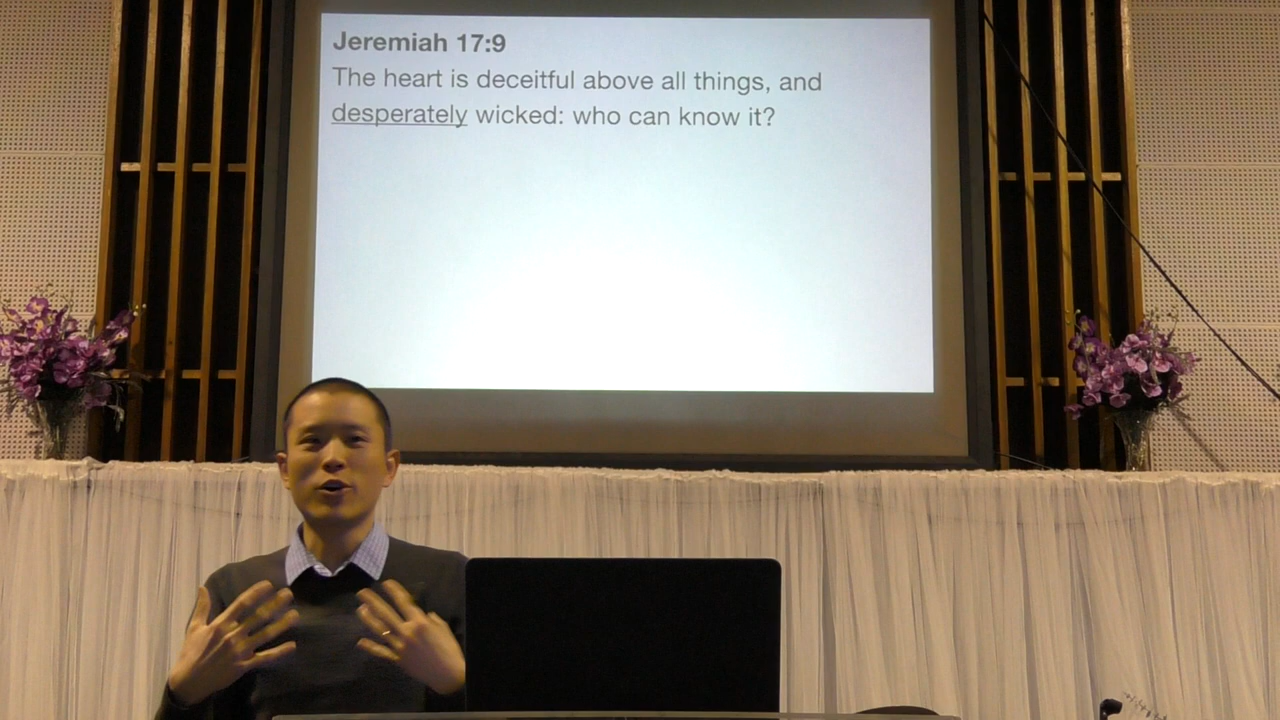 Jeremiah 17:9
The heart is deceitful above all things, and
desperately wicked: who can know it?